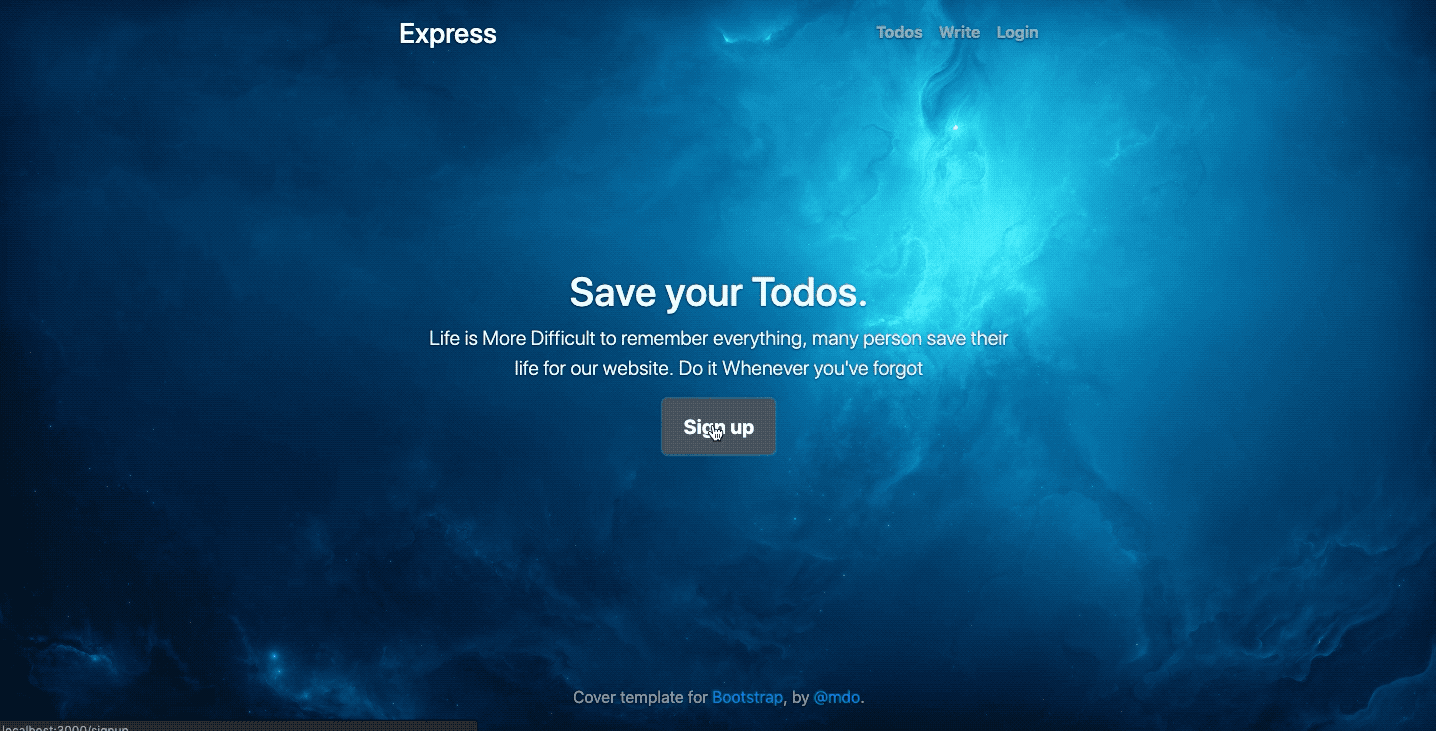 Express
Todos Write Login
Save your Todos.
Life is More Difficult to remember everything, many person save their
life for our website. Do it Whenever you've forgot
Sign up
Cover template for Bootstrap, by @mdo.
localhost:3000/signup